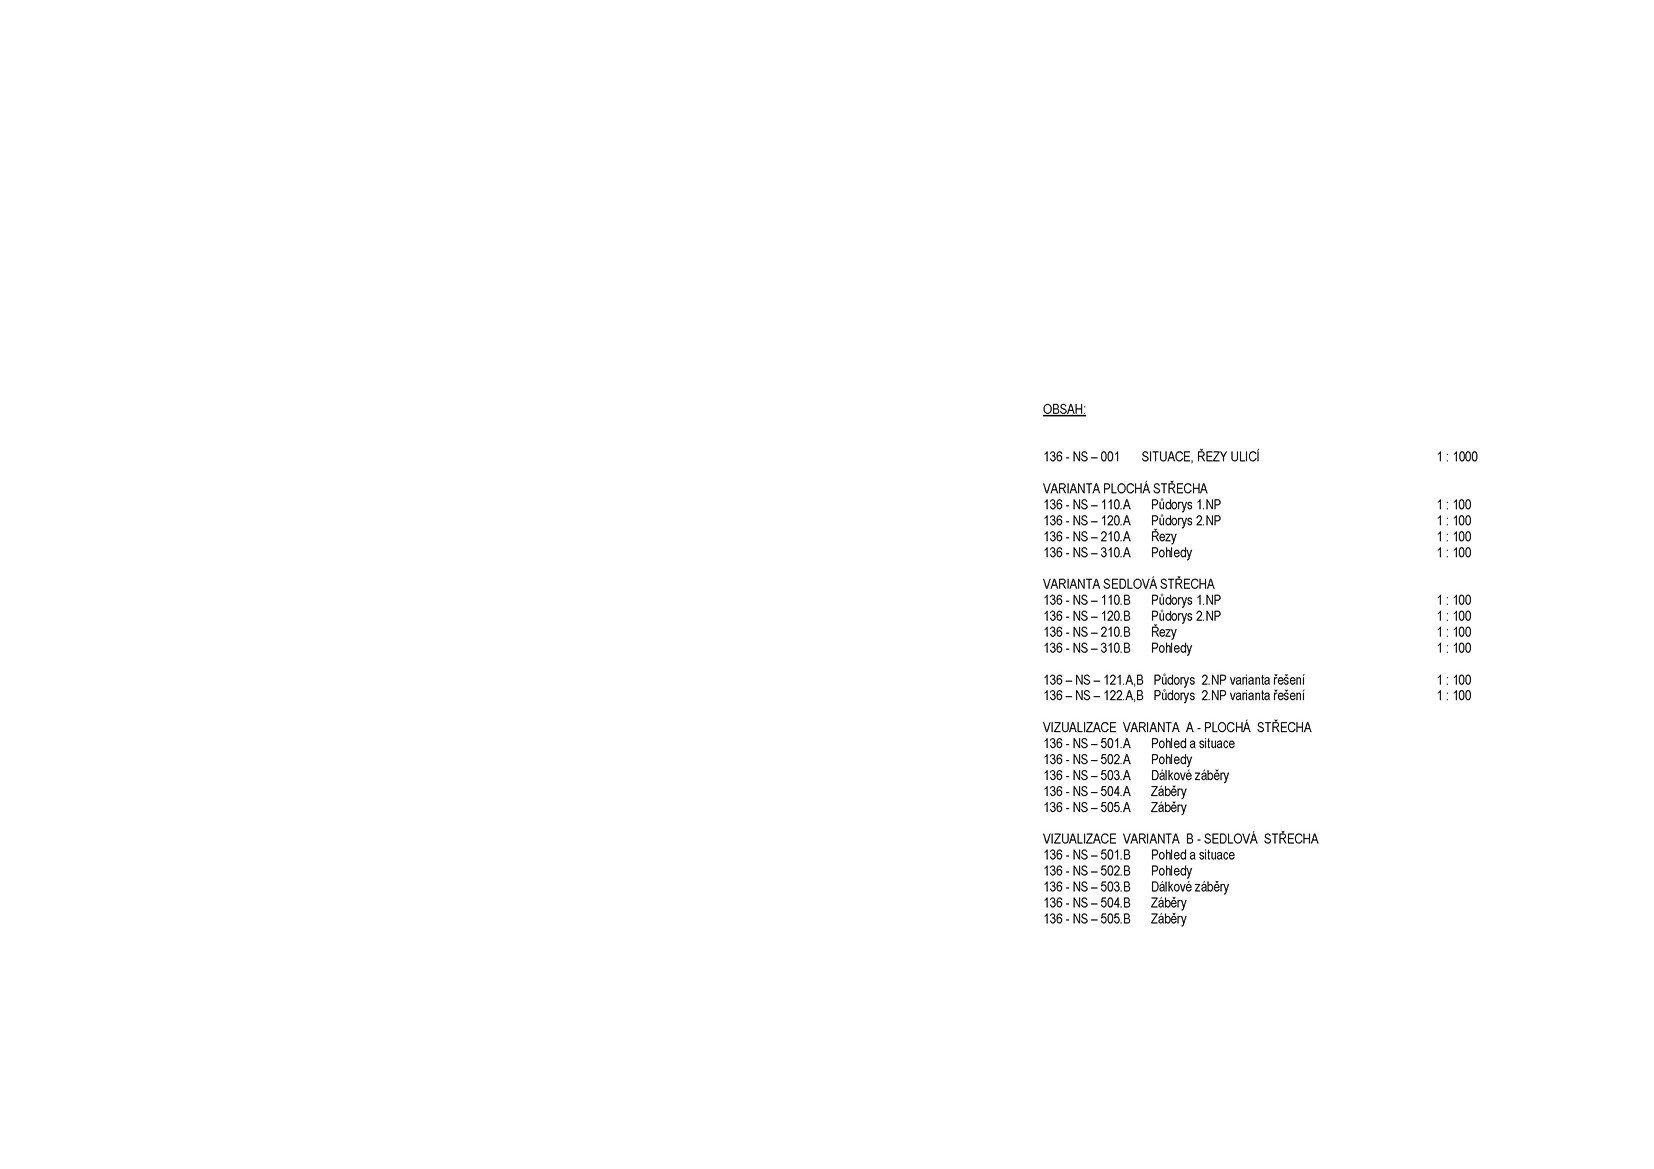 OBSAH:
136 - NS – 001 SITUACE, ŘEZY ULICÍ 1 : 1000
VARIANTA PLOCHÁ STŘECHA
136 - NS – 110.A Půdorys 1.NP 1 : 100
136 - NS – 120.A Půdorys 2.NP 1 : 100
136 - NS – 210.A Řezy 1 : 100
136 - NS – 310.A Pohledy 1 : 100
VARIANTA SEDLOVÁ STŘECHA
136 - NS – 110.B Půdorys 1.NP 1 : 100
136 - NS – 120.B Půdorys 2.NP 1 : 100
136 - NS – 210.B Řezy 1 : 100
136 - NS – 310.B Pohledy 1 : 100
136 – NS – 121.A,B Půdorys 2.NP varianta řešení 1 : 100
136 – NS – 122.A,B Půdorys 2.NP varianta řešení 1 : 100
VIZUALIZACE VARIANTA A - PLOCHÁ STŘECHA
136 - NS – 501.A Pohled a situace
136 - NS – 502.A Pohledy
136 - NS – 503.A Dálkové záběry
136 - NS – 504.A Záběry
136 - NS – 505.A Záběry
VIZUALIZACE VARIANTA B - SEDLOVÁ STŘECHA
136 - NS – 501.B Pohled a situace
136 - NS – 502.B Pohledy
136 - NS – 503.B Dálkové záběry
136 - NS – 504.B Záběry
136 - NS – 505.B Záběry